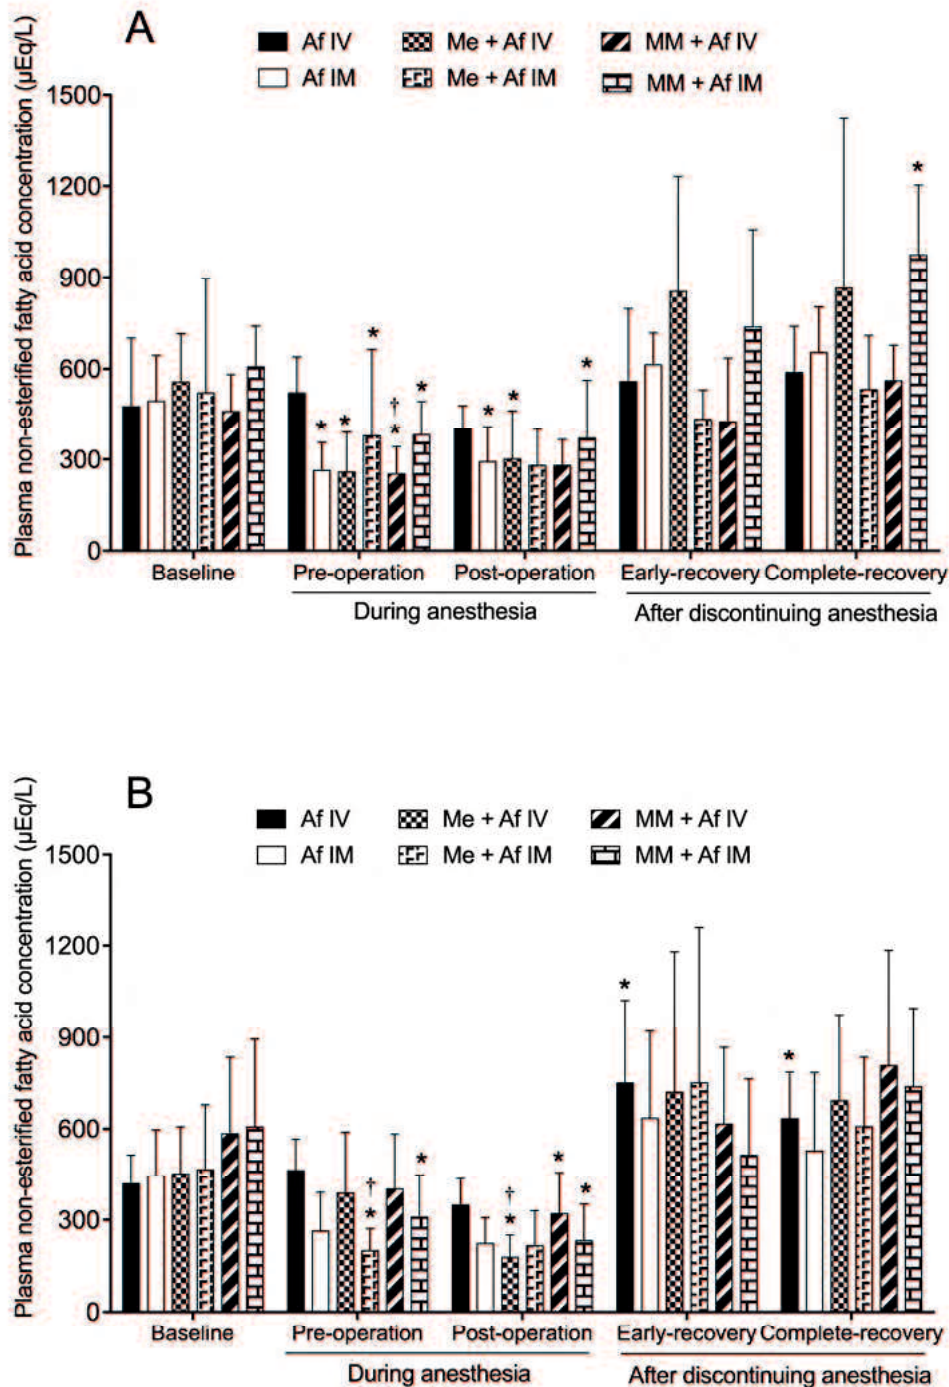 A
Af IV
Me + Af IV
MM + Af IV
Af IM
Me + Af IM
MM + Af IM
Plasma non-esterified fatty acid concentration (µEq/L)
1500
1200
900
600
300
0
*
* * * † * *
* * *
*
Baseline
Pre-operation
Post-operation
Early-recovery
Complete-recovery
During anesthesia
After discontinuing anesthesia
B
Af IV
Me + Af IV
MM + Af IV
Af IM
Me + Af IM
MM + Af IM
Plasma non-esterified fatty acid concentration (µEq/L)
1500
1200
900
600
300
0
† * *
† * * *
*
*
Baseline
Pre-operation
Post-operation
Early-recovery
Complete-recovery
During anesthesia
After discontinuing anesthesia